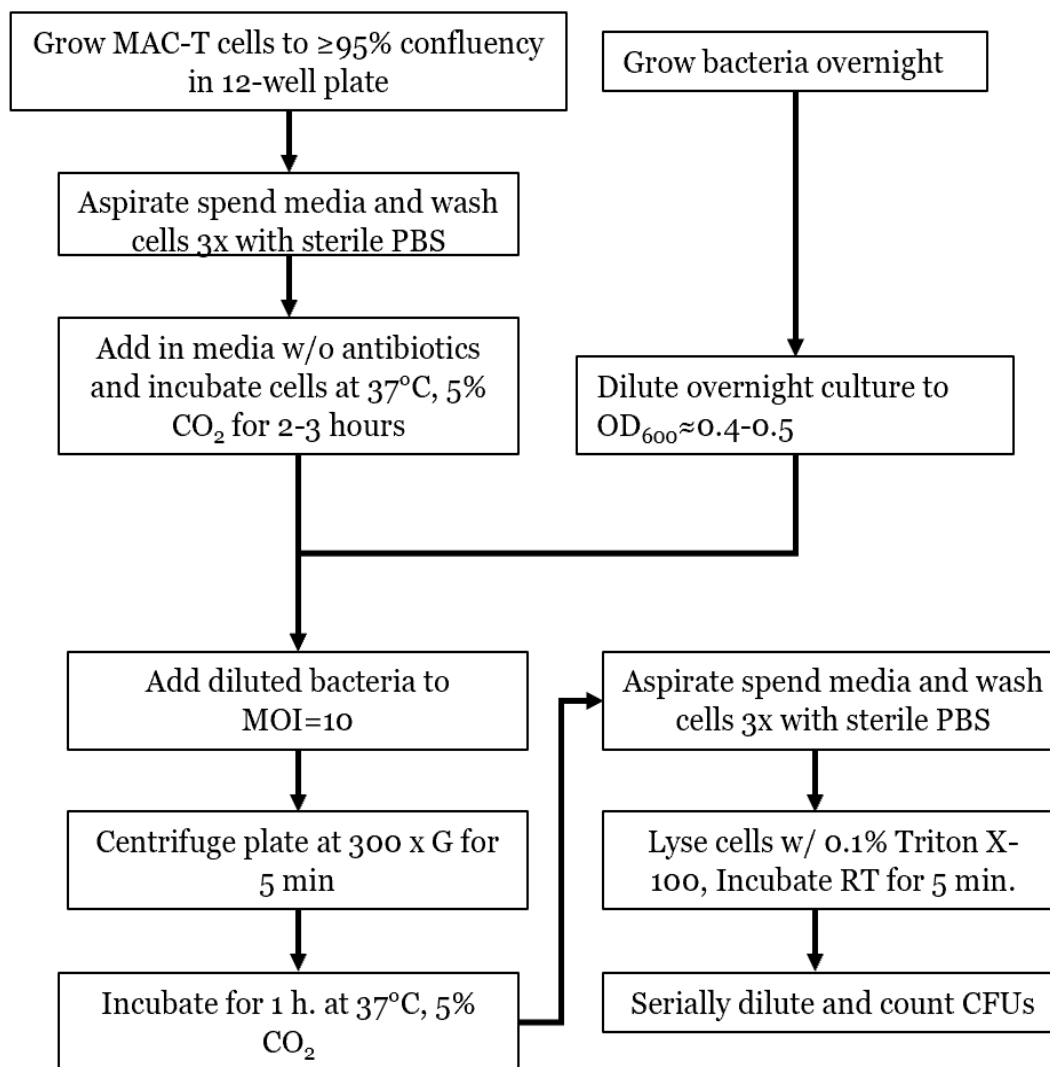 Grow MAC-T cells to ≥95% confluency
in 12-well plate
Grow bacteria overnight
Aspirate spend media and wash
cells 3x with sterile PBS
Add in media w/o antibiotics
and incubate cells at 37°C, 5%
CO₂ for 2-3 hours
Dilute overnight culture to
OD₆₀₀≈0.4-0.5
Add diluted bacteria to
MOI=10
Centrifuge plate at 300 x G for
5 min
Incubate for 1 h. at 37°C, 5%
CO₂
Aspirate spend media and wash
cells 3x with sterile PBS
Lyse cells w/ 0.1% Triton X-
100, Incubate RT for 5 min.
Serially dilute and count CFUs